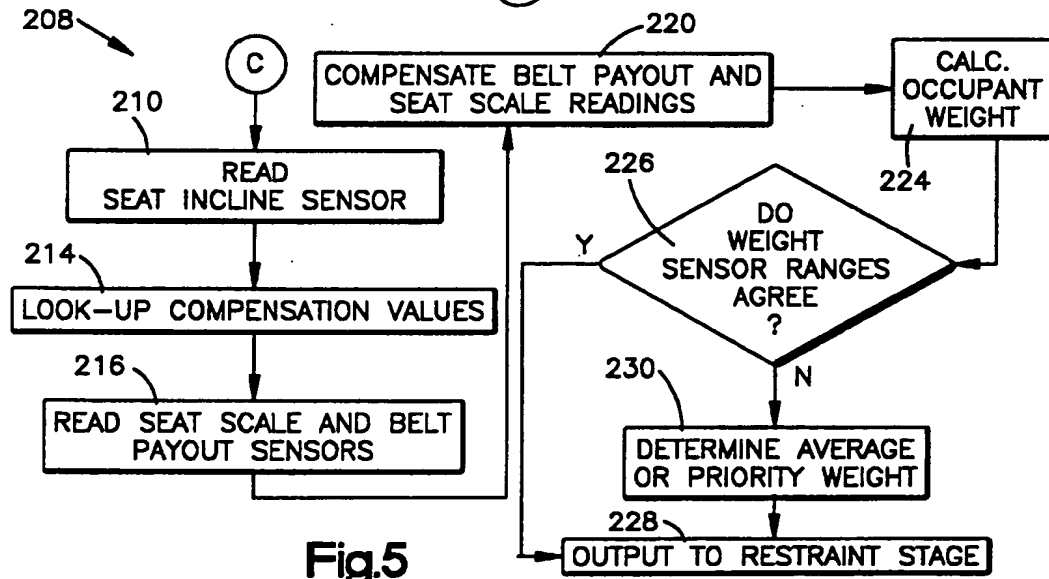 208
C
210
READ
SEAT INCLINE SENSOR
214
LOOK-UP COMPENSATION VALUES
216
READ SEAT SCALE AND BELT
PAYOUT SENSORS
220
COMPENSATE BELT PAYOUT AND
SEAT SCALE READINGS
CALC.
OCCUPANT
WEIGHT
224
226
DO
WEIGHT
SENSOR RANGES
AGREE
?
Y
N
230
DETERMINE AVERAGE
OR PRIORITY WEIGHT
228
OUTPUT TO RESTRAINT STAGE
Fig.5